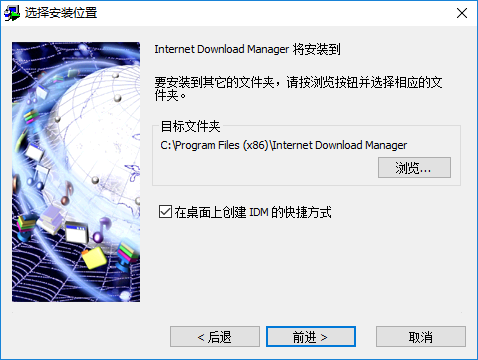 选择安装位置
Internet Download Manager 将安装到
要安装到其它的文件夹，请按浏览按钮并选择相应的文
件夹。
目标文件夹
C:\Program Files (x86)\Internet Download Manager
浏览...
在桌面上创建 IDM 的快捷方式
< 后退
前进 >
取消